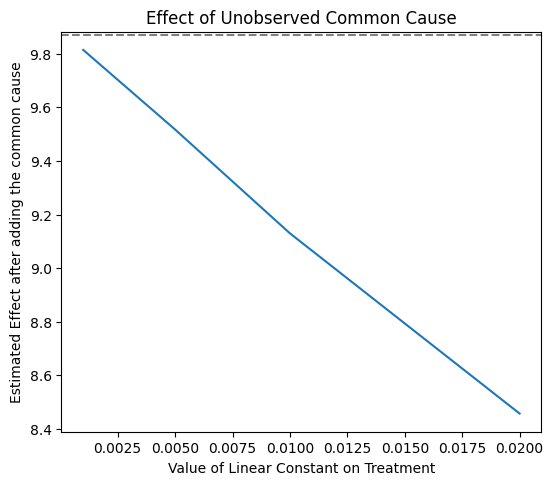 Effect of Unobserved Common Cause
9.8
9.6
9.4
9.2
9.0
8.8
8.6
8.4
Estimated Effect after adding the common cause
0.0025 0.0050 0.0075 0.0100 0.0125 0.0150 0.0175 0.0200
Value of Linear Constant on Treatment